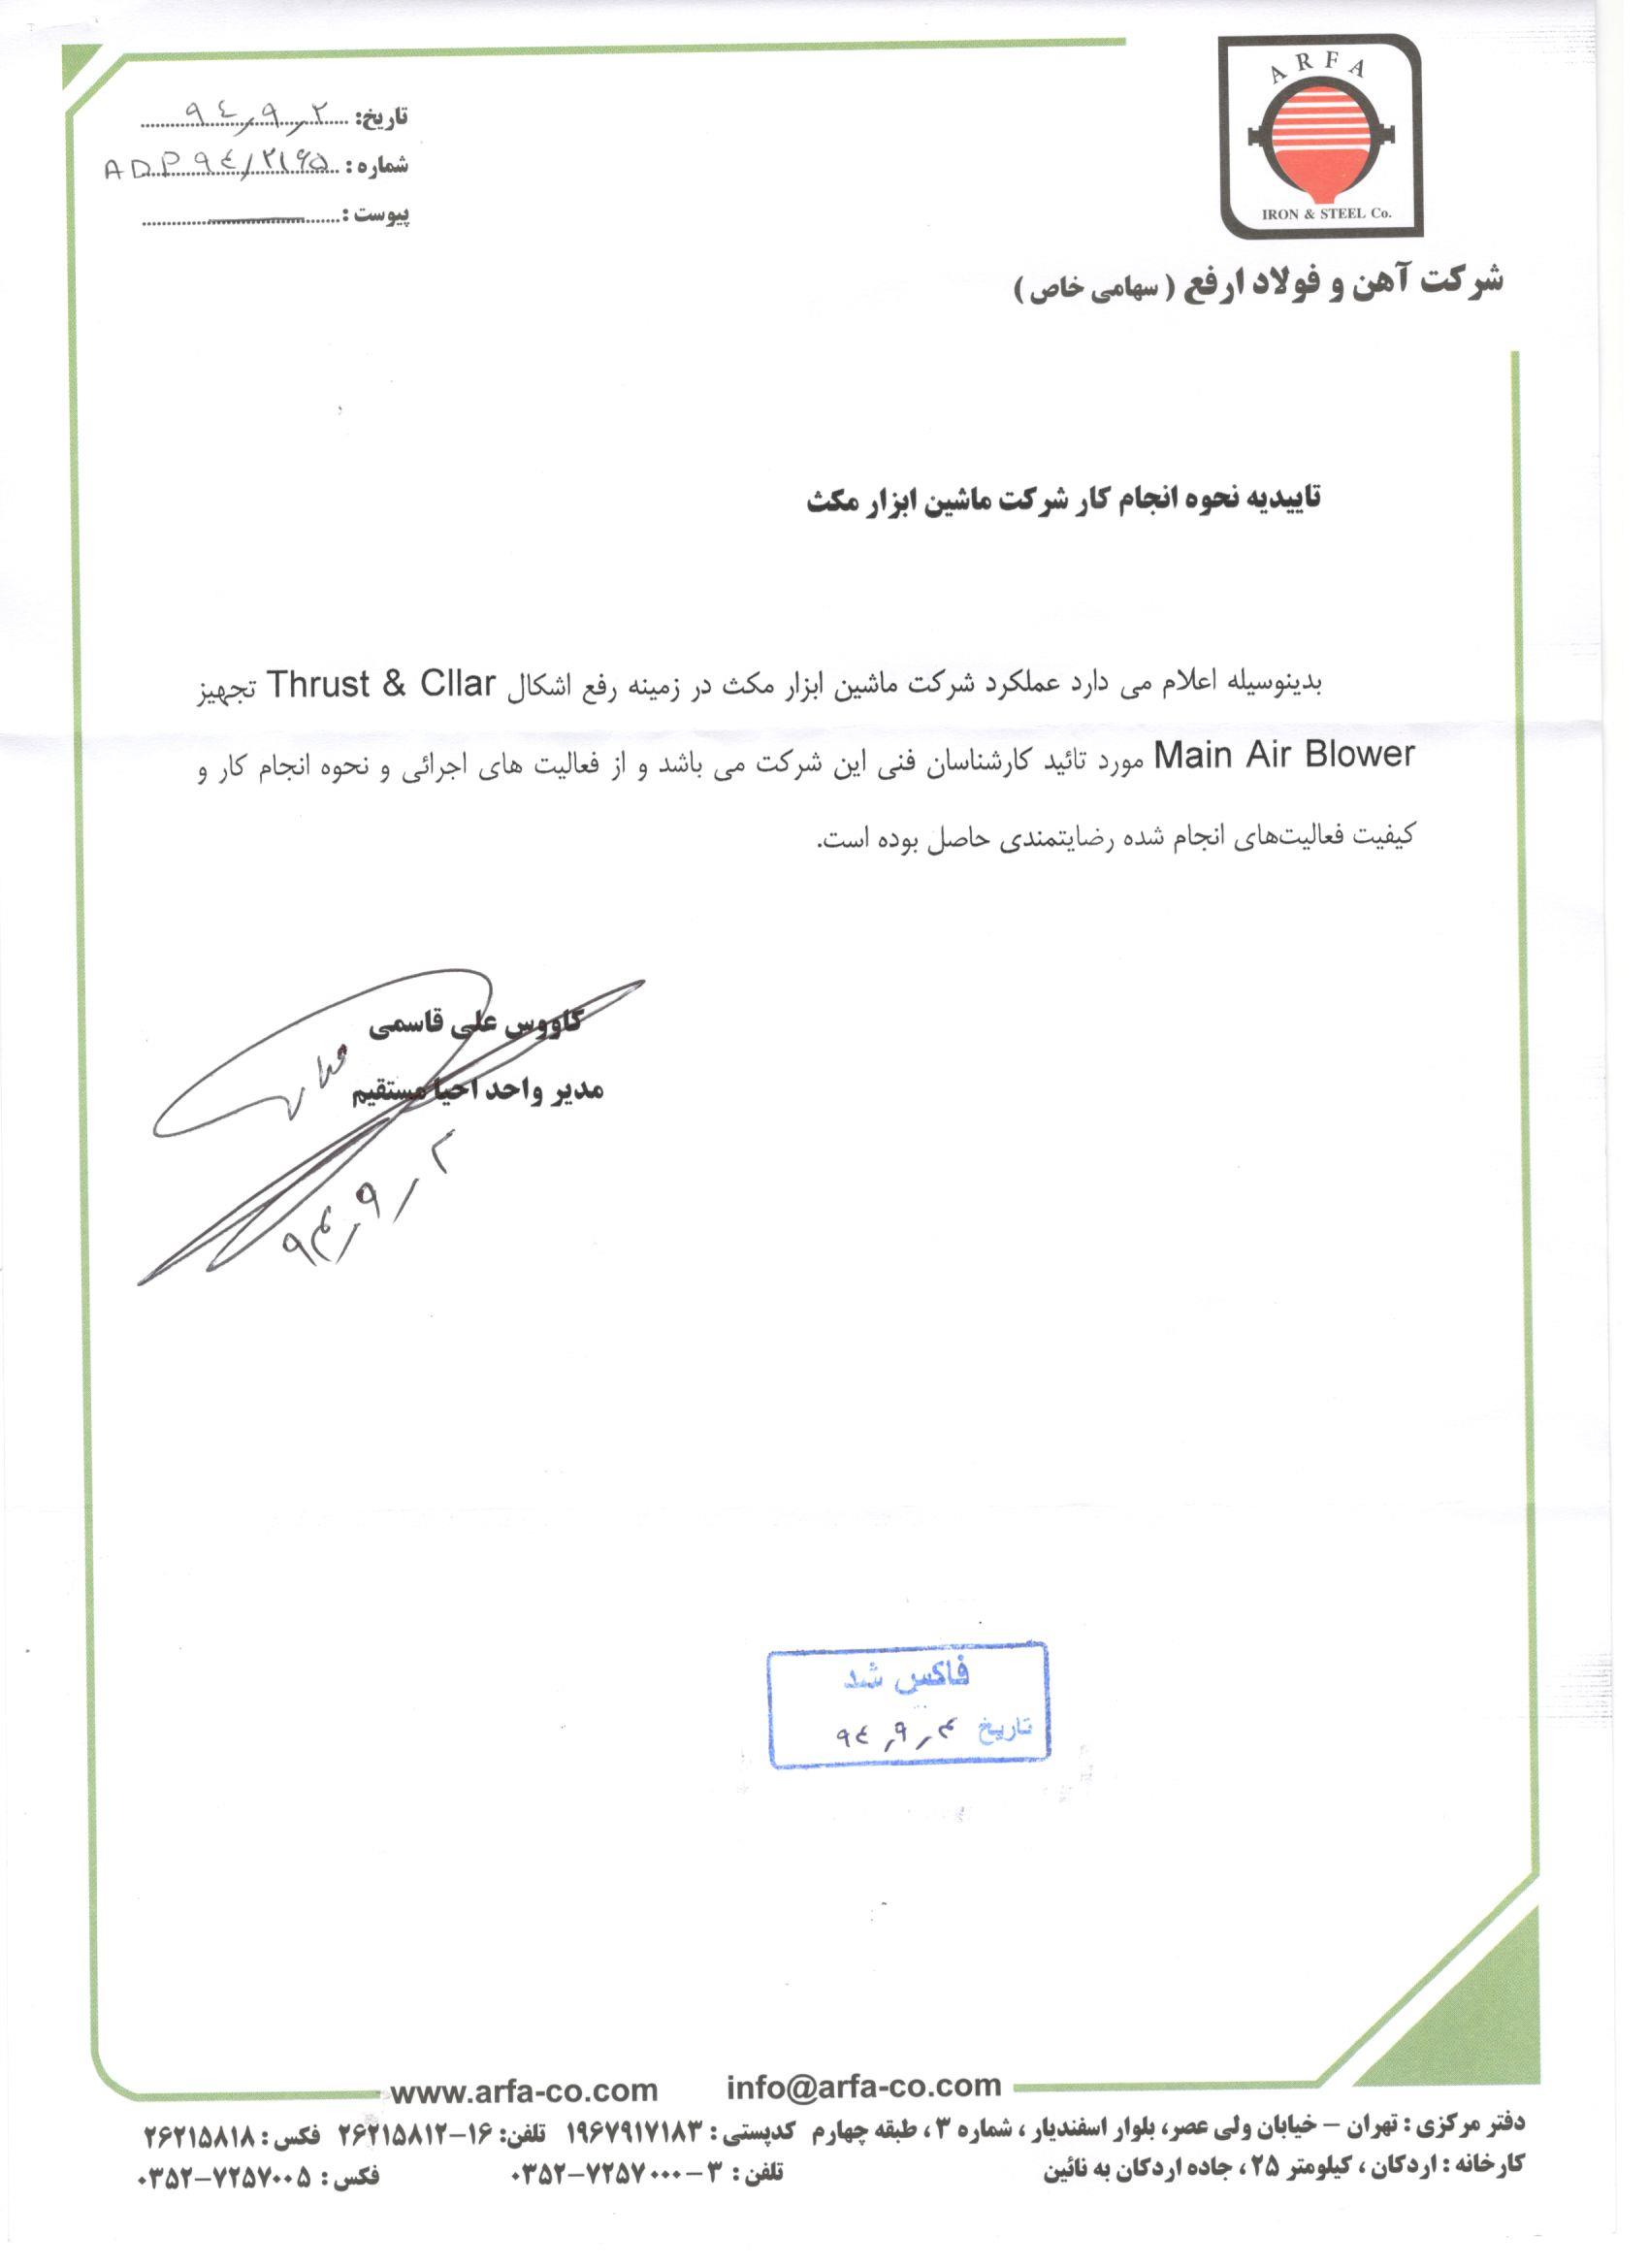 ARFA
IRON & STEEL Co.
شرکت آهن و فولاد ارفع ( سهامی خاص )
تاریخ: ۹٤٫۹٫۲
شماره : ADP ۹٤/۲۱۶۵
پیوست :
تاییدیه نحوه انجام کار شرکت ماشین ابزار مکث
بدینوسیله اعلام می دارد عملکرد شرکت ماشین ابزار مکث در زمینه رفع اشکال Thrust & Cllar تجهیز
Main Air Blower مورد تائید کارشناسان فنی این شرکت می باشد و از فعالیت های اجرائی و نحوه انجام کار و
کیفیت فعالیت‌های انجام شده رضایتمندی حاصل بوده است.
کاووس علی قاسمی
مدیر واحد احیا مستقیم
۹۴٫۹٫۲
فاکس شد
تاریخ ۹٤٫۹٫۴
www.arfa-co.com info@arfa-co.com
دفتر مرکزی : تهران – خیابان ولی عصر، بلوار اسفندیار ، شماره ۳ ، طبقه چهارم کدپستی : ۱۹۶۷۹۱۷۱۸۳ تلفن: ۱۶–۲۶۲۱۵۸۱۲ فکس : ۲۶۲۱۵۸۱۸
کارخانه : اردکان ، کیلومتر ۲۵ ، جاده اردکان به نائین تلفن : ۳–۰۳۵۲–۷۲۵۷۰۰۰ فکس : ۰۳۵۲–۷۲۵۷۰۰۵